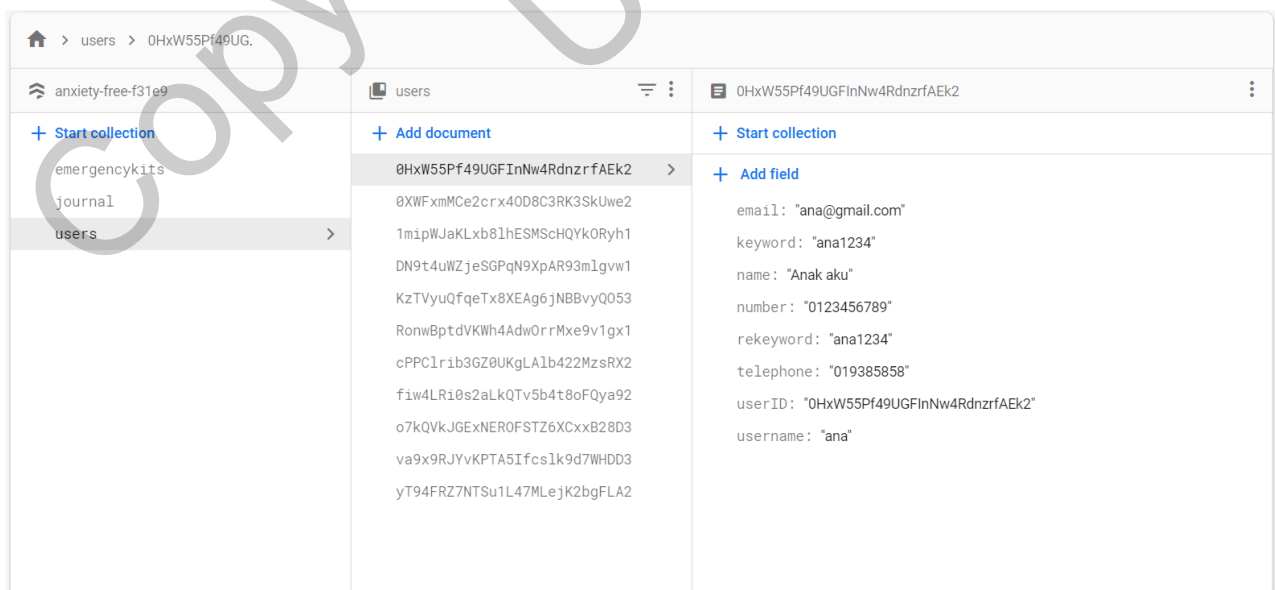 users > 0HxW55Pf49UG.
anxiety-free-f31e9
users
0HxW55Pf49UGFInNw4RdnzrfAEk2
+ Start collection
+ Add document
+ Start collection
emergencykits
journal
users
0HxW55Pf49UGFInNw4RdnzrfAEk2
0XWFxmMCe2crx4OD8C3RK3SkUwe2
1mipWJaKLxb8lhESMScHQYkORyh1
DN9t4uWZjeSGPqN9XpAR93mlgvw1
KzTVyuQfqeTx8XEAg6jNBBvyQO53
RonwBptdVKWh4AdwOrrMxe9v1gx1
cPPClrib3GZ0UKgLAlb422MzsRX2
fiw4LRi0s2aLkQTv5b4t8oFQya92
o7kQVkJGExNEROFSTZ6XCxxB28D3
va9x9RJYvKPTA5Ifcslk9d7WHDD3
yT94FRZ7NTSu1L47MLejK2bgFLA2
+ Add field
email: "ana@gmail.com"
keyword: "ana1234"
name: "Anak aku"
number: "0123456789"
rekeyword: "ana1234"
telephone: "019385858"
userID: "0HxW55Pf49UGFInNw4RdnzrfAEk2"
username: "ana"
Copy